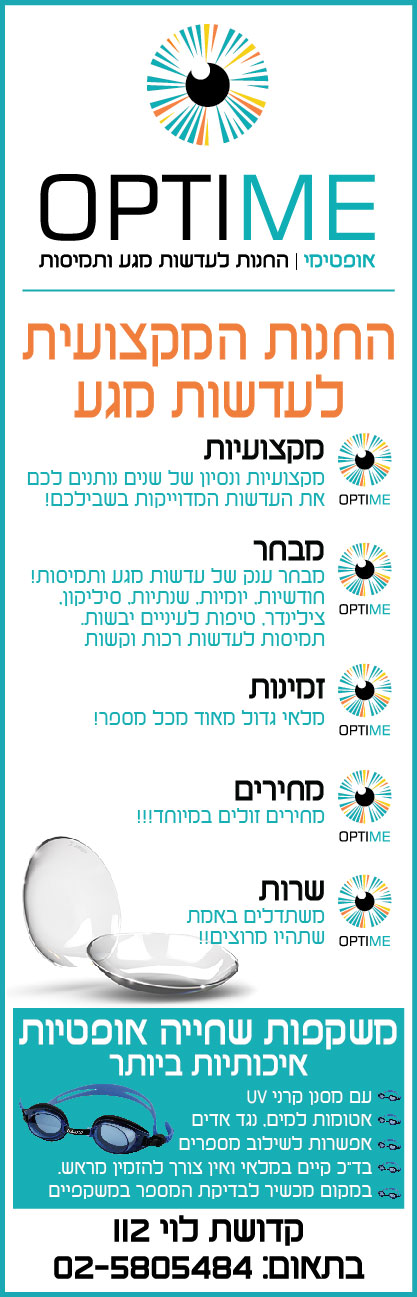 OPTIME
אופטימי | החנות לעדשות מגע ותמיסות
החנות המקצועית
לעדשות מגע
מקצועיות
מקצועיות ונסיון של שנים נותנים לכם
את העדשות המדוייקות בשבילכם!
OPTIME
מבחר
מבחר ענק של עדשות מגע ותמיסות!
חודשיות, יומיות, שנתיות, סיליקון,
צילינדר, טיפות לעיניים יבשות,
תמיסות לעדשות רכות וקשות
OPTIME
זמינות
מלאי גדול מאוד מכל מספר!
OPTIME
מחירים
מחירים זולים במיוחד!!!
OPTIME
שרות
משתדלים באמת
שתהיו מרוצים!!
OPTIME
משקפות שחייה אופטיות
איכותיות ביותר
עם מסנן קרני UV
אטומות למים, נגד אדים
אפשרות לשילוב מספרים
בד״כ קיים במלאי ואין צורך להזמין מראש.
במקום מכשיר לבדיקת המספר במשקפיים
קדושת לוי 112
בתאום: 02-5805484